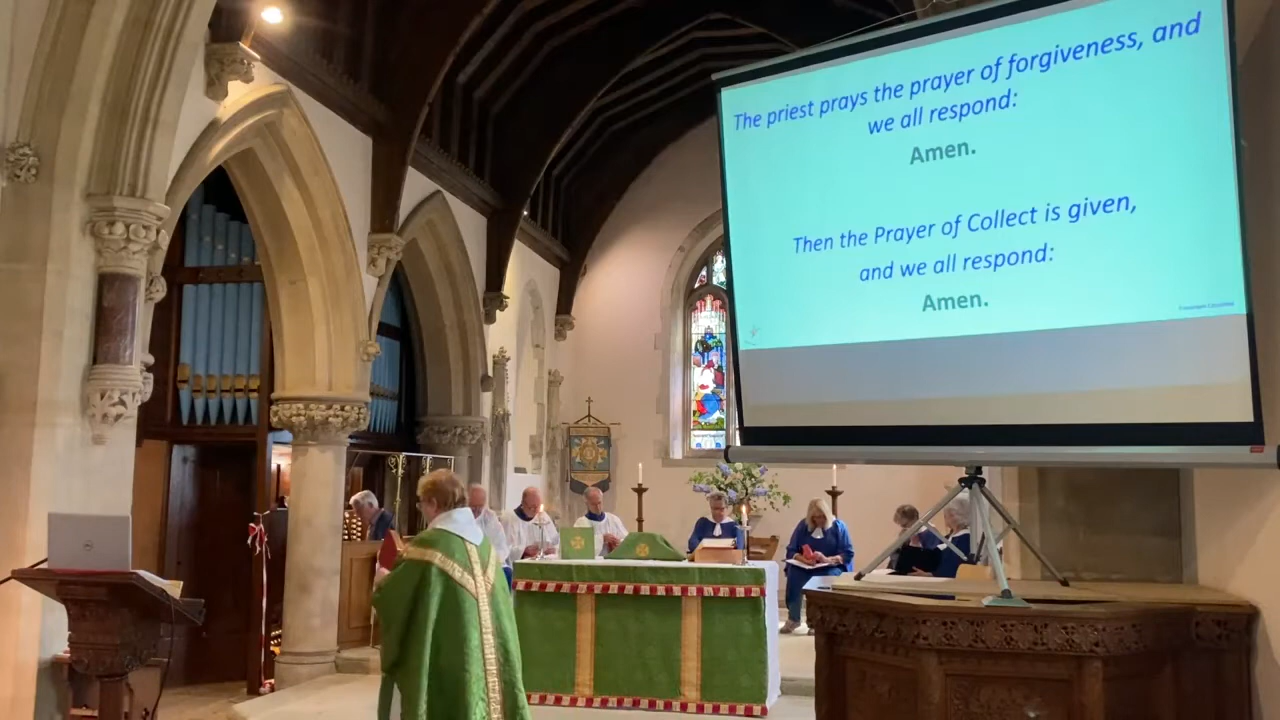 The priest prays the prayer of forgiveness, and
we all respond:
Amen.
Then the Prayer of Collect is given,
and we all respond:
Amen.